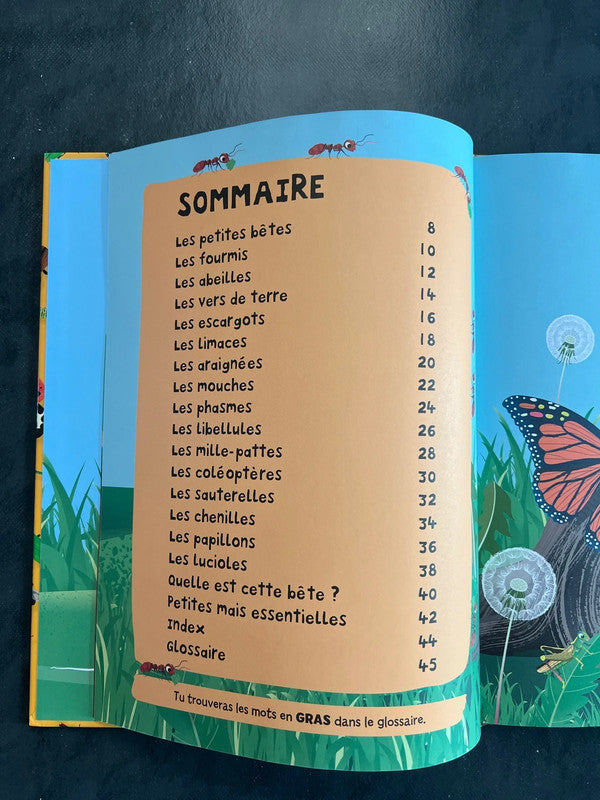 SOMMAIRE
Les petites bêtes 8
Les fourmis 10
Les abeilles 12
Les vers de terre 14
Les escargots 16
Les limaces 18
Les araignées 20
Les mouches 22
Les phasmes 24
Les libellules 26
Les mille-pattes 28
Les coléoptères 30
Les sauterelles 32
Les chenilles 34
Les papillons 36
Les lucioles 38
Quelle est cette bête ? 40
Petites mais essentielles 42
Index 44
Glossaire 45
Tu trouveras les mots en GRAS dans le glossaire.